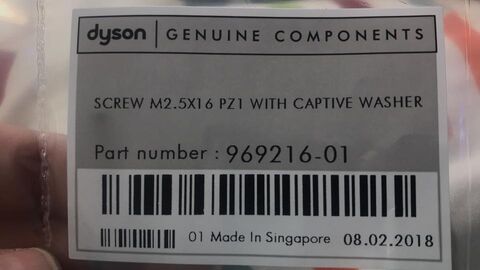 dyson GENUINE COMPONENTS
SCREW M2.5X16 PZ1 WITH CAPTIVE WASHER
Part number : 969216-01
01 Made In Singapore 08.02.2018